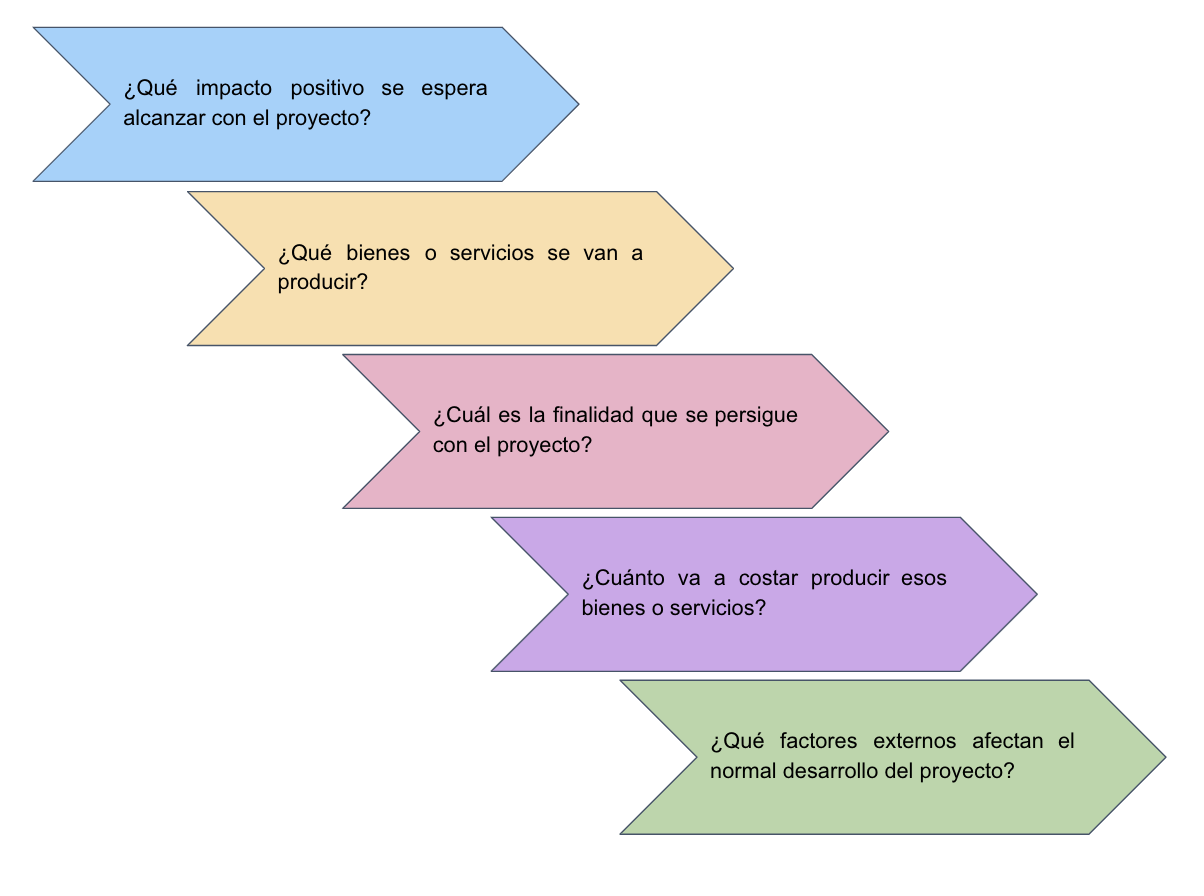 ¿Qué impacto positivo se espera
alcanzar con el proyecto?
¿Qué bienes o servicios se van a
producir?
¿Cuál es la finalidad que se persigue
con el proyecto?
¿Cuánto va a costar producir esos
bienes o servicios?
¿Qué factores externos afectan el
normal desarrollo del proyecto?